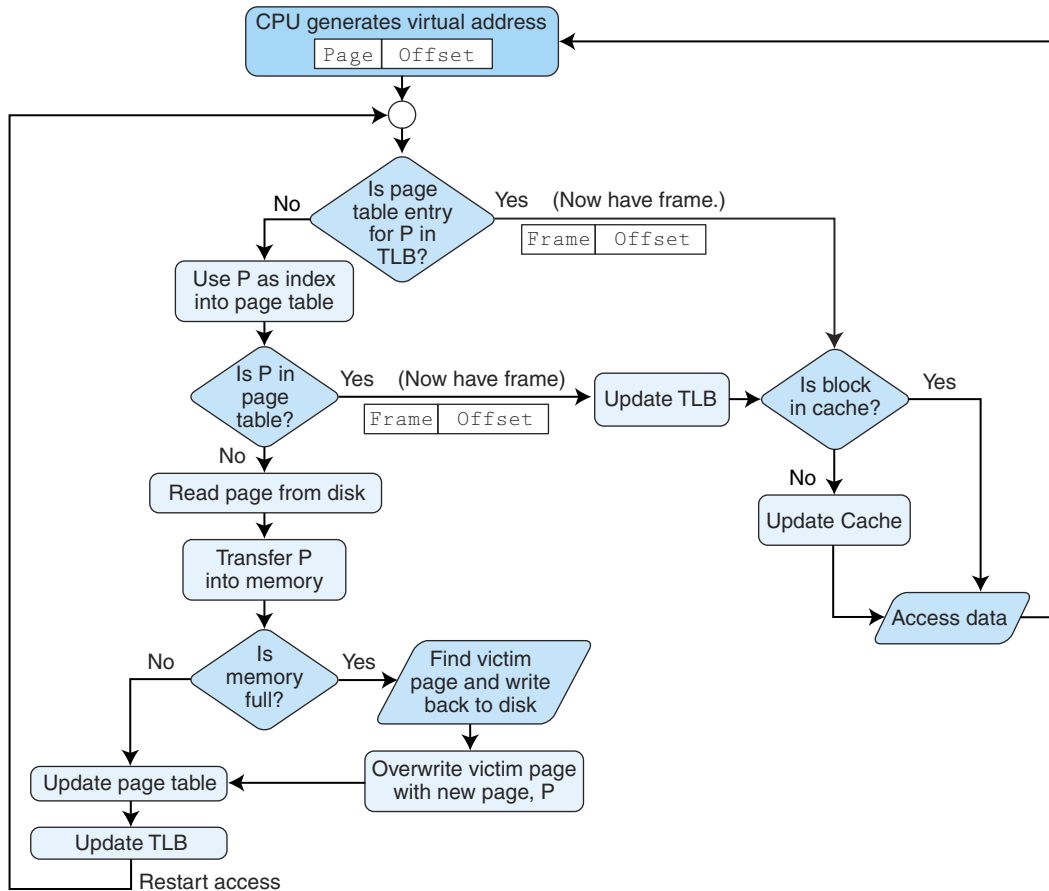 CPU generates virtual address
Page Offset
Is page
table entry
for P in
TLB?
No
Yes (Now have frame.)
Frame Offset
Use P as index
into page table
Is P in
page
table?
Yes (Now have frame)
Frame Offset
Update TLB
Is block
in cache?
Yes
No
Update Cache
Access data
No
Read page from disk
Transfer P
into memory
Is
memory
full?
No
Yes
Find victim
page and write
back to disk
Overwrite victim page
with new page, P
Update page table
Update TLB
Restart access